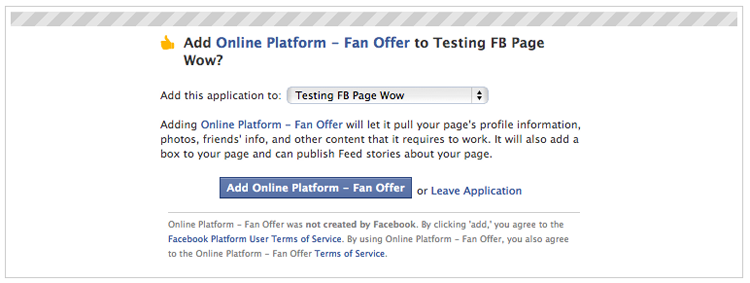 Add Online Platform – Fan Offer to Testing FB Page
Wow?
Add this application to: Testing FB Page Wow
Adding Online Platform – Fan Offer will let it pull your page's profile information,
photos, friends' info, and other content that it requires to work. It will also add a
box to your page and can publish Feed stories about your page.
Add Online Platform – Fan Offer or Leave Application
Online Platform – Fan Offer was not created by Facebook. By clicking 'add,' you agree to the
Facebook Platform User Terms of Service. By using Online Platform – Fan Offer, you also agree
to the Online Platform – Fan Offer Terms of Service.